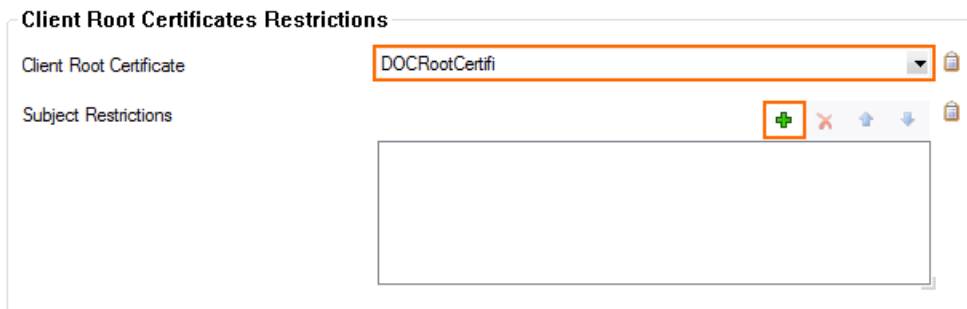 Client Root Certificates Restrictions
Client Root Certificate
DOCRootCertifi
Subject Restrictions